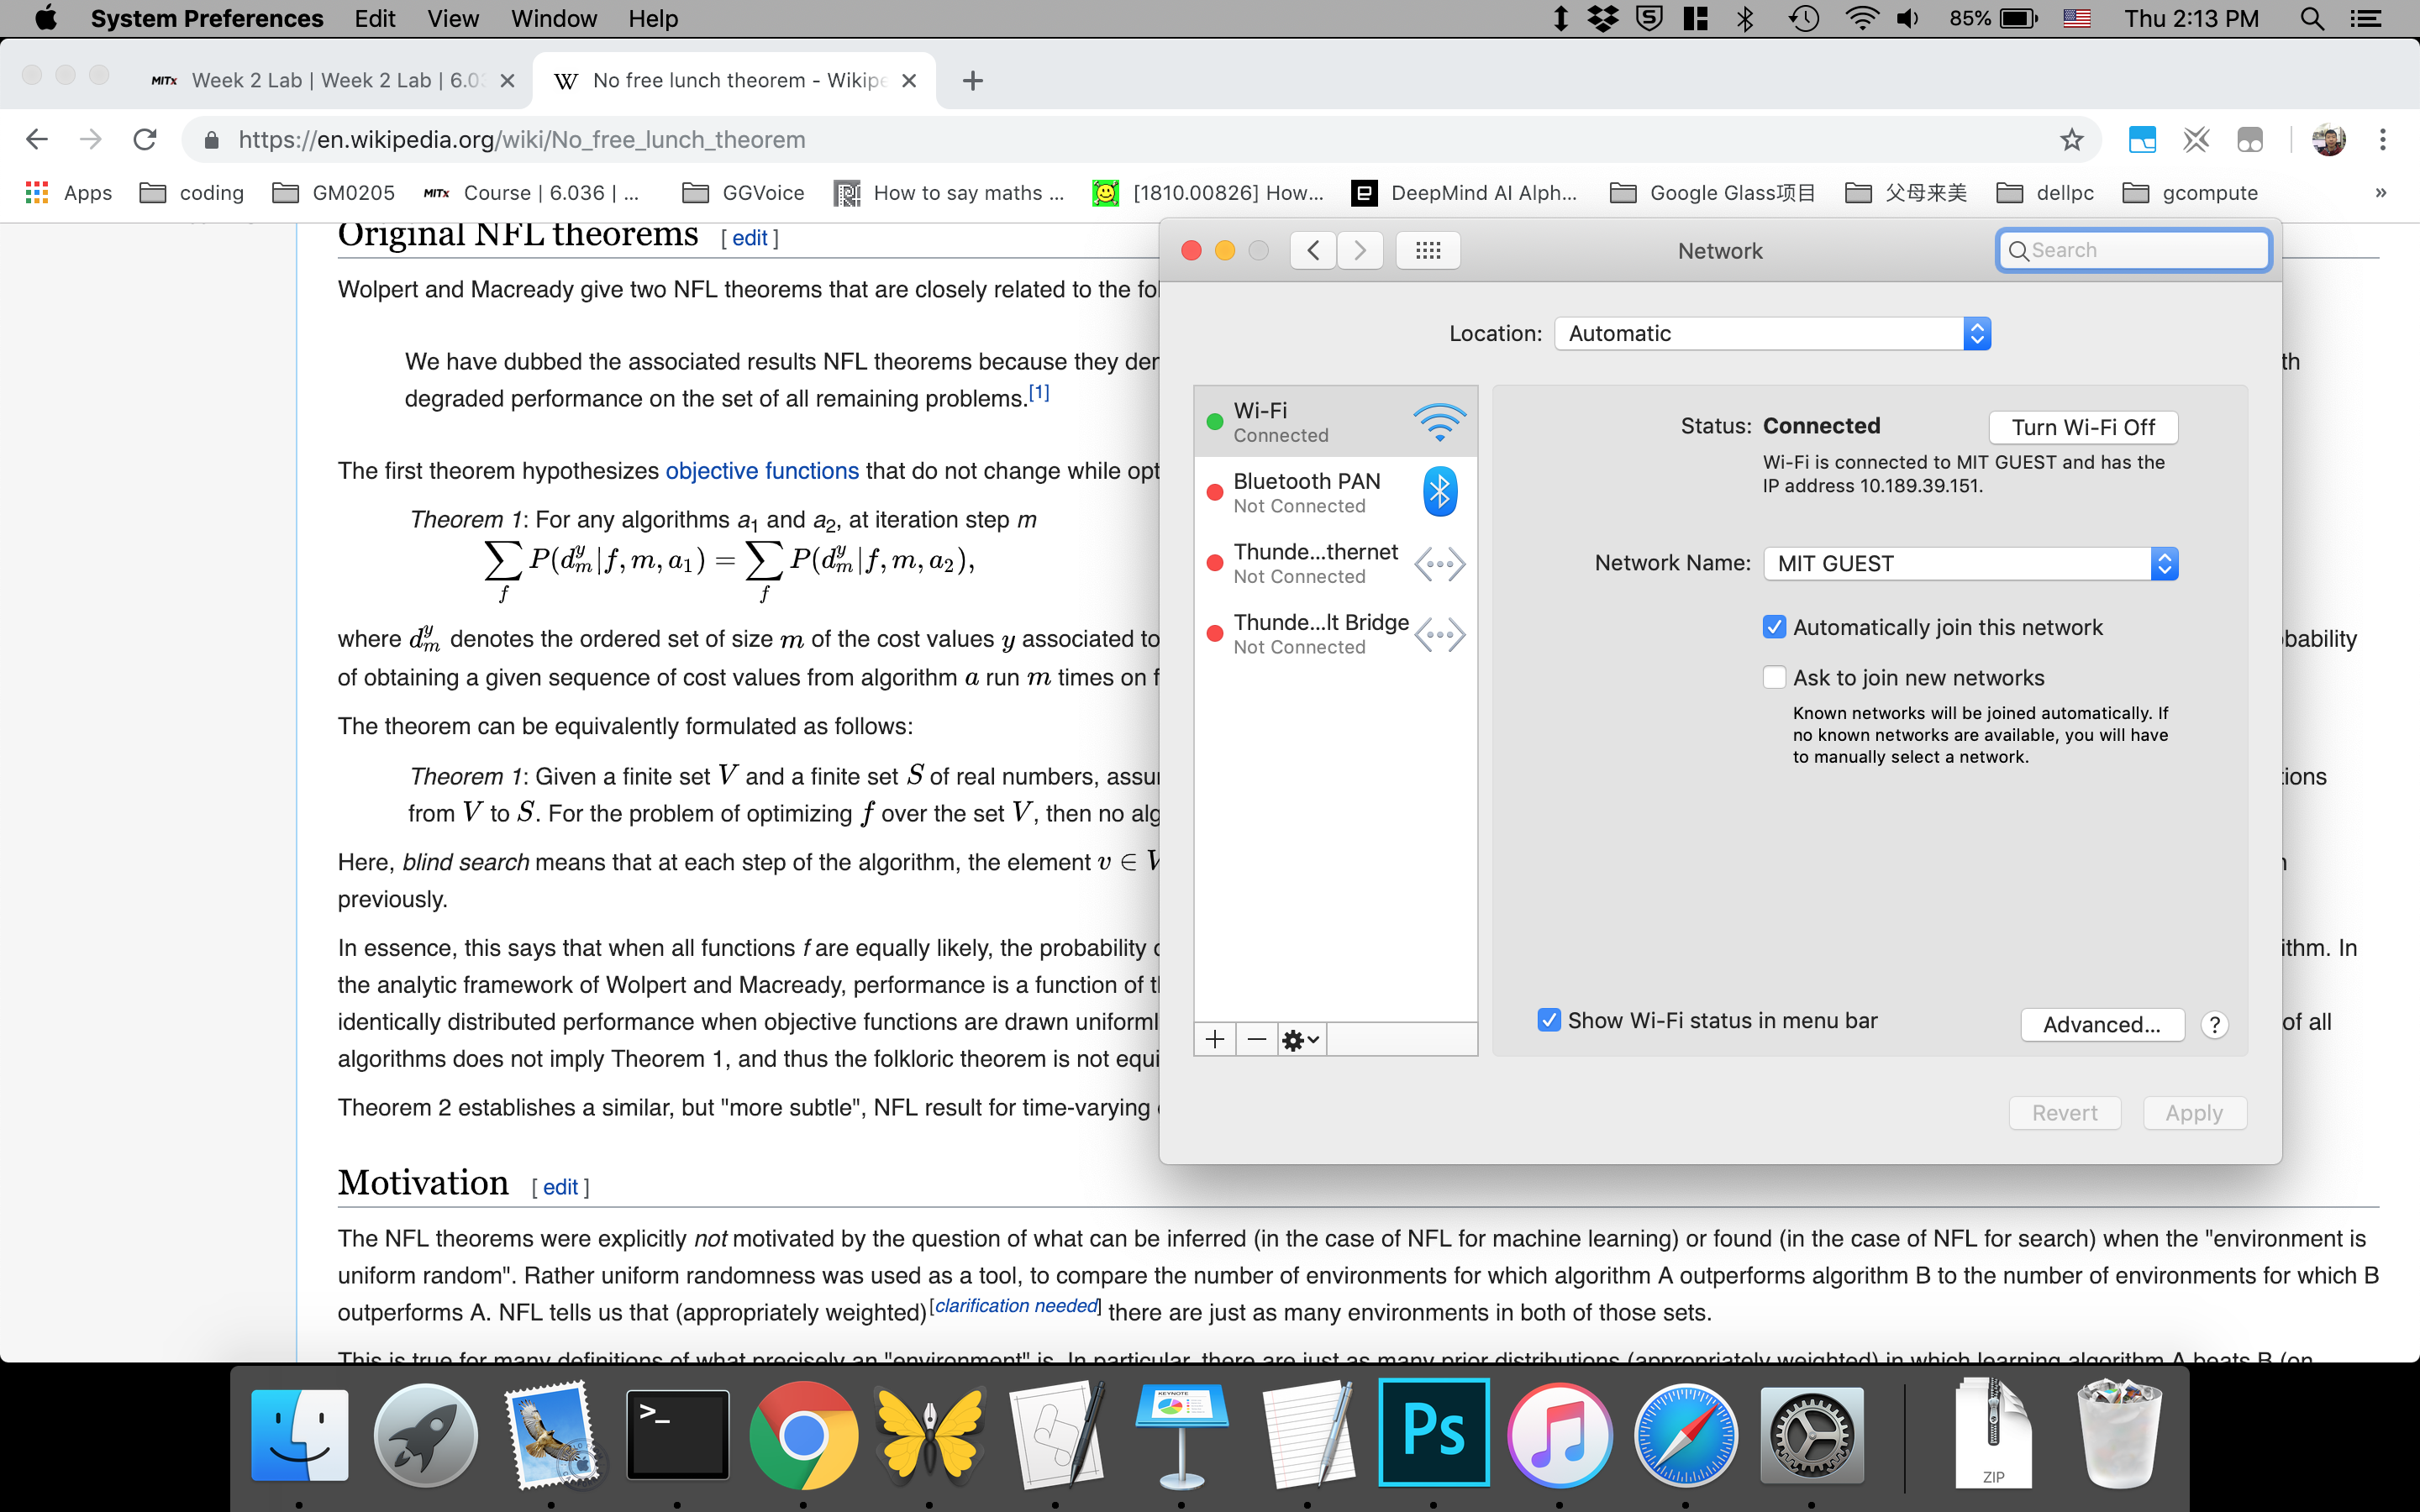 System Preferences Edit View Window Help 85% Thu 2:13 PM
MITx Week 2 Lab | Week 2 Lab | 6.03
W No free lunch theorem - Wikipe
https://en.wikipedia.org/wiki/No_free_lunch_theorem
Apps coding GM0205 MITx Course | 6.036 | ... GGVoice How to say maths ... [1810.00826] How... DeepMind AI Alph... Google Glass项目 父母来美 dellpc gcompute »
Original NFL theorems [ edit ]
Wolpert and Macready give two NFL theorems that are closely related to the fo
We have dubbed the associated results NFL theorems because they der
th
degraded performance on the set of all remaining problems.[1]
The first theorem hypothesizes objective functions that do not change while opt
Theorem 1: For any algorithms a₁ and a₂, at iteration step m
∑_f P(d_m^y|f, m, a₁) = ∑_f P(d_m^y|f, m, a₂),
where d_m^y denotes the ordered set of size m of the cost values y associated to
bability
of obtaining a given sequence of cost values from algorithm a run m times on f
The theorem can be equivalently formulated as follows:
Theorem 1: Given a finite set V and a finite set S of real numbers, assu
ions
from V to S. For the problem of optimizing f over the set V, then no alg
Here, blind search means that at each step of the algorithm, the element v ∈ V
previously.
In essence, this says that when all functions f are equally likely, the probability
ithm. In
the analytic framework of Wolpert and Macready, performance is a function of
identically distributed performance when objective functions are drawn uniforml
of all
algorithms does not imply Theorem 1, and thus the folkloric theorem is not equi
Theorem 2 establishes a similar, but "more subtle", NFL result for time-varying
Motivation [ edit ]
The NFL theorems were explicitly not motivated by the question of what can be inferred (in the case of NFL for machine learning) or found (in the case of NFL for search) when the "environment is
uniform random". Rather uniform randomness was used as a tool, to compare the number of environments for which algorithm A outperforms algorithm B to the number of environments for which B
outperforms A. NFL tells us that (appropriately weighted)[clarification needed] there are just as many environments in both of those sets.
This is true for many definitions of what precisely an "environment" is. In particular, there are just as many prior distributions (appropriately weighted) in which learning algorithm A beats B (on
Network
Search
Location: Automatic
Wi-Fi
Connected
Bluetooth PAN
Not Connected
Thunde...thernet
Not Connected
Thunde...lt Bridge
Not Connected
Status: Connected
Turn Wi-Fi Off
Wi-Fi is connected to MIT GUEST and has the
IP address 10.189.39.151.
Network Name: MIT GUEST
Automatically join this network
Ask to join new networks
Known networks will be joined automatically. If
no known networks are available, you will have
to manually select a network.
Show Wi-Fi status in menu bar
Advanced...
?
Revert
Apply
>_
KEYNOTE
Ps
ZIP